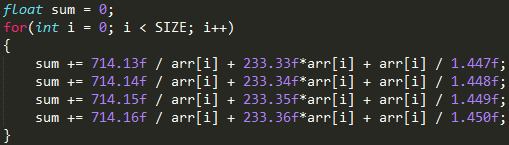 float sum = 0;
for(int i = 0; i < SIZE; i++)
{
    sum += 714.13f / arr[i] + 233.33f*arr[i] + arr[i] / 1.447f;
    sum += 714.14f / arr[i] + 233.34f*arr[i] + arr[i] / 1.448f;
    sum += 714.15f / arr[i] + 233.35f*arr[i] + arr[i] / 1.449f;
    sum += 714.16f / arr[i] + 233.36f*arr[i] + arr[i] / 1.450f;
}